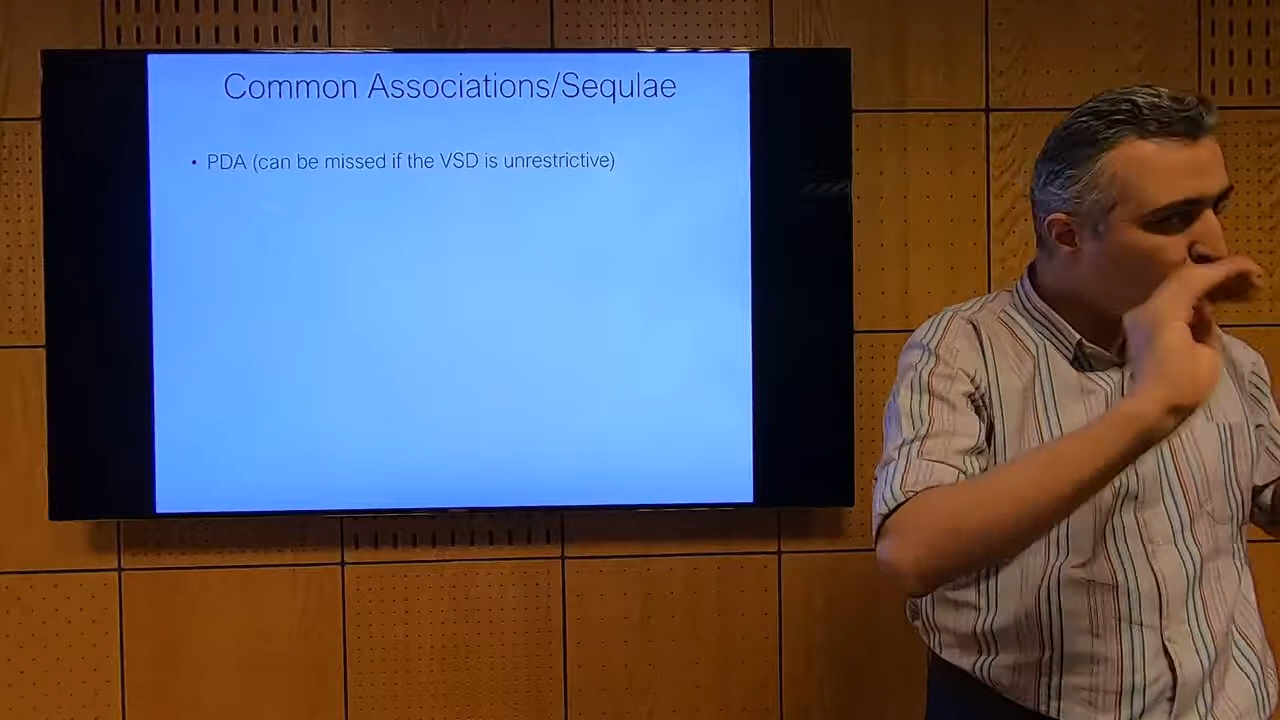 Common Associations/Sequlae
• PDA (can be missed if the VSD is unrestrictive)